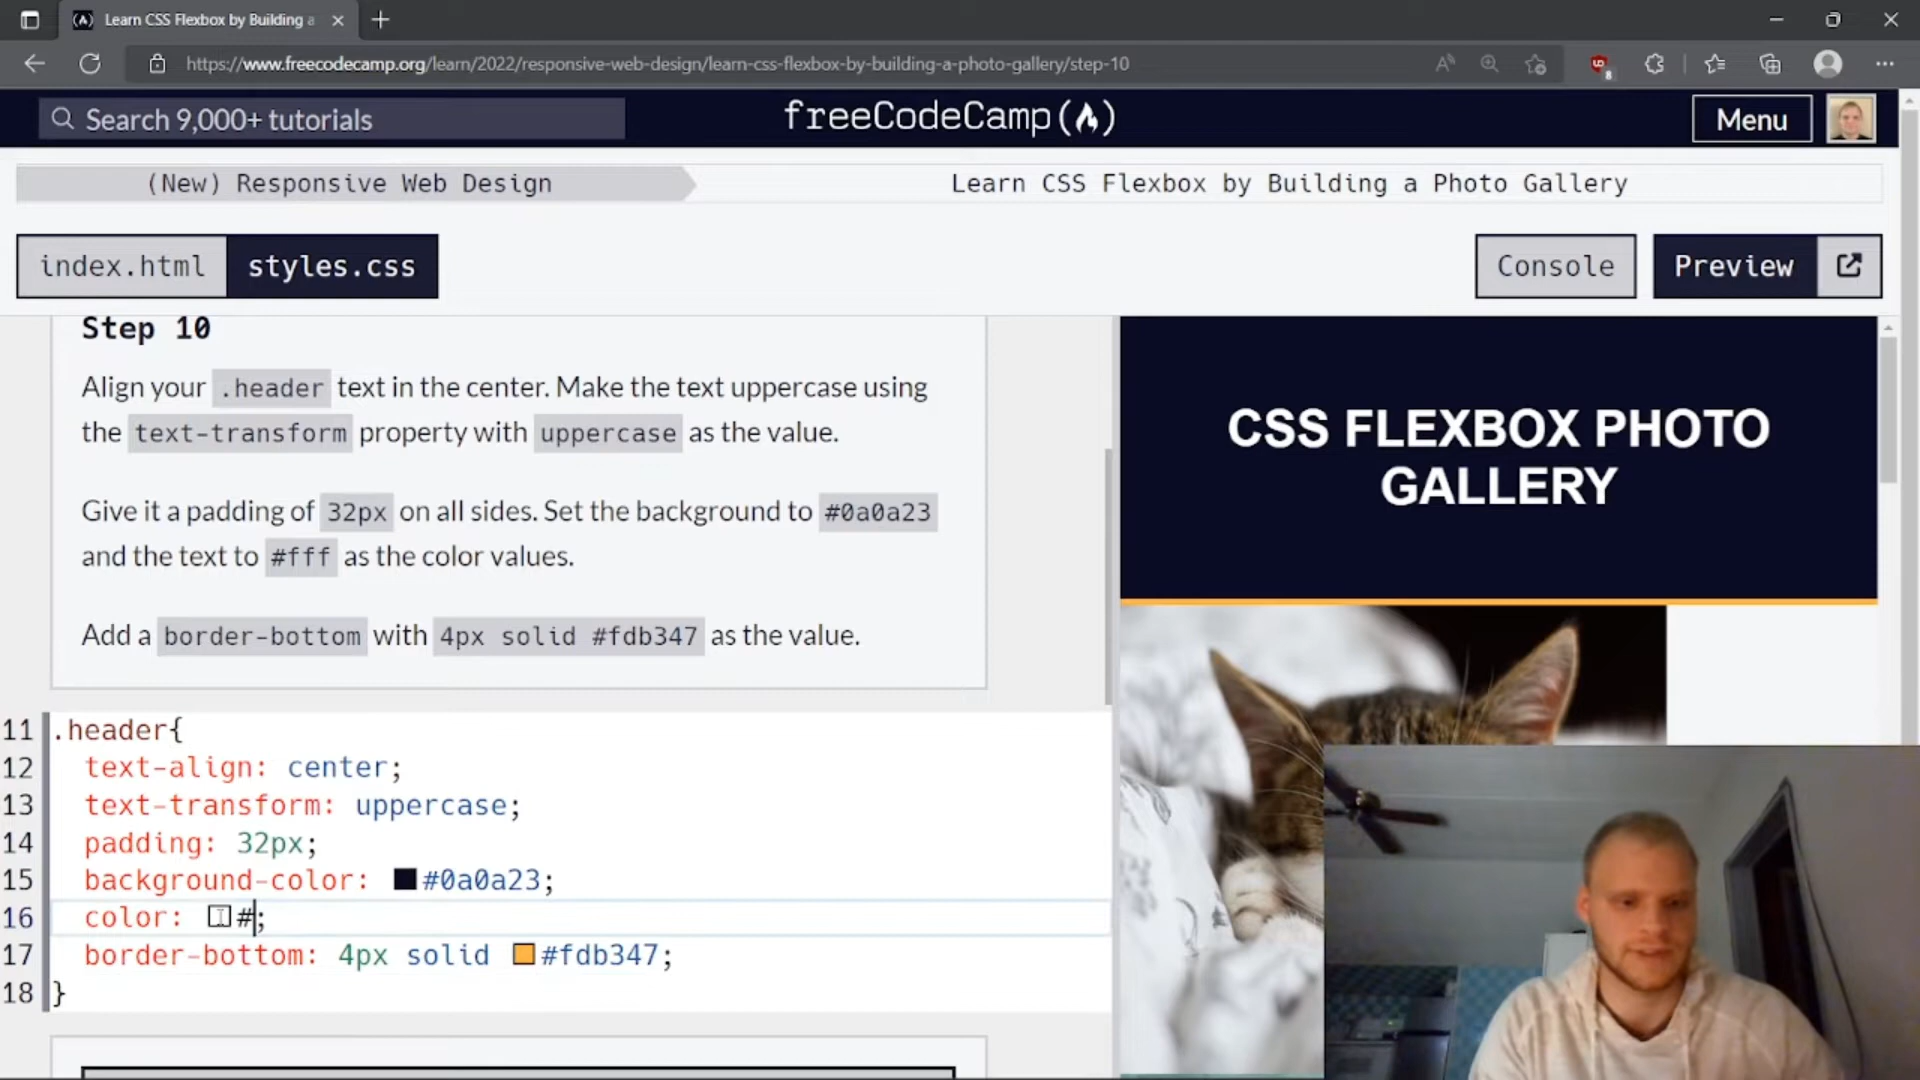 Learn CSS Flexbox by Building a
https://www.freecodecamp.org/learn/2022/responsive-web-design/learn-css-flexbox-by-building-a-photo-gallery/step-10
Search 9,000+ tutorials
freeCodeCamp(🔥)
Menu
(New) Responsive Web Design
Learn CSS Flexbox by Building a Photo Gallery
index.html
styles.css
Console
Preview
Step 10
Align your .header text in the center. Make the text uppercase using
the text-transform property with uppercase as the value.
Give it a padding of 32px on all sides. Set the background to #0a0a23
and the text to #fff as the color values.
Add a border-bottom with 4px solid #fdb347 as the value.
CSS FLEXBOX PHOTO
GALLERY
11 .header{
12 text-align: center;
13 text-transform: uppercase;
14 padding: 32px;
15 background-color: #0a0a23;
16 color: #;
17 border-bottom: 4px solid #fdb347;
18 }